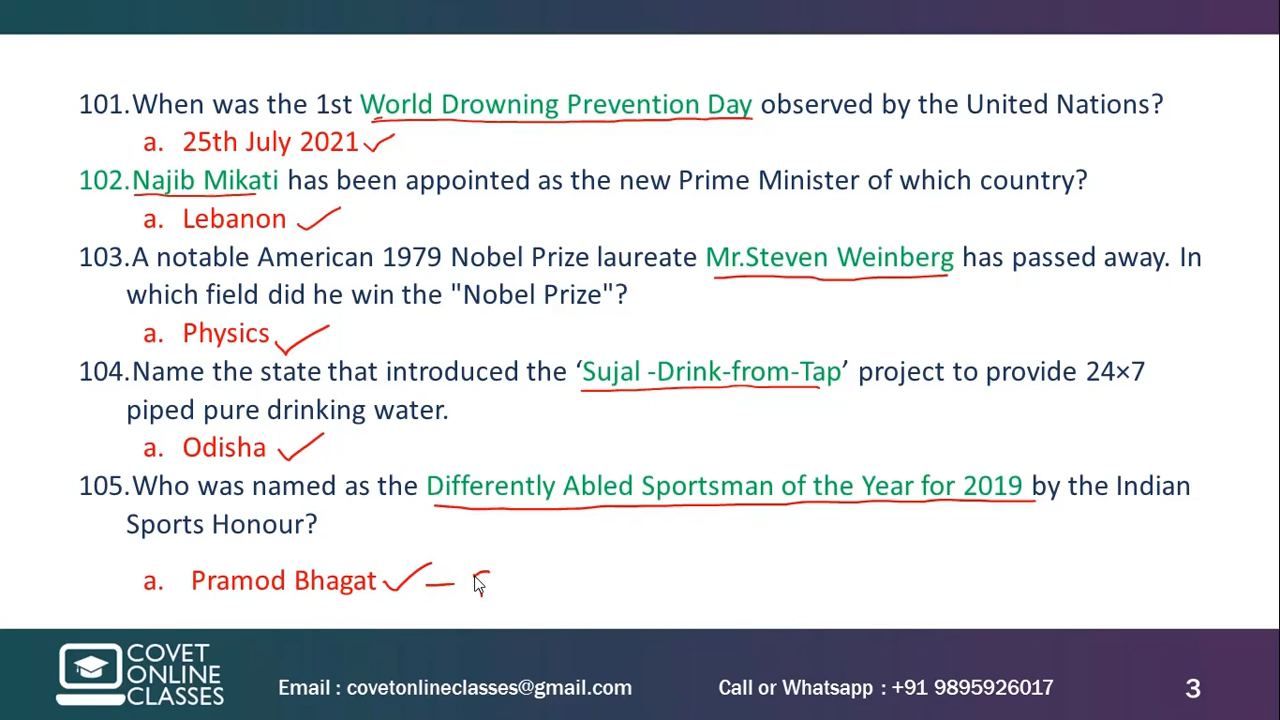 101.When was the 1st World Drowning Prevention Day observed by the United Nations?
a. 25th July 2021
102.Najib Mikati has been appointed as the new Prime Minister of which country?
a. Lebanon
103.A notable American 1979 Nobel Prize laureate Mr.Steven Weinberg has passed away. In
which field did he win the "Nobel Prize"?
a. Physics
104.Name the state that introduced the ‘Sujal -Drink-from-Tap’ project to provide 24×7
piped pure drinking water.
a. Odisha
105.Who was named as the Differently Abled Sportsman of the Year for 2019 by the Indian
Sports Honour?
a. Pramod Bhagat
COVET
ONLINE
CLASSES
Email : covetonlineclasses@gmail.com
Call or Whatsapp : +91 9895926017
3